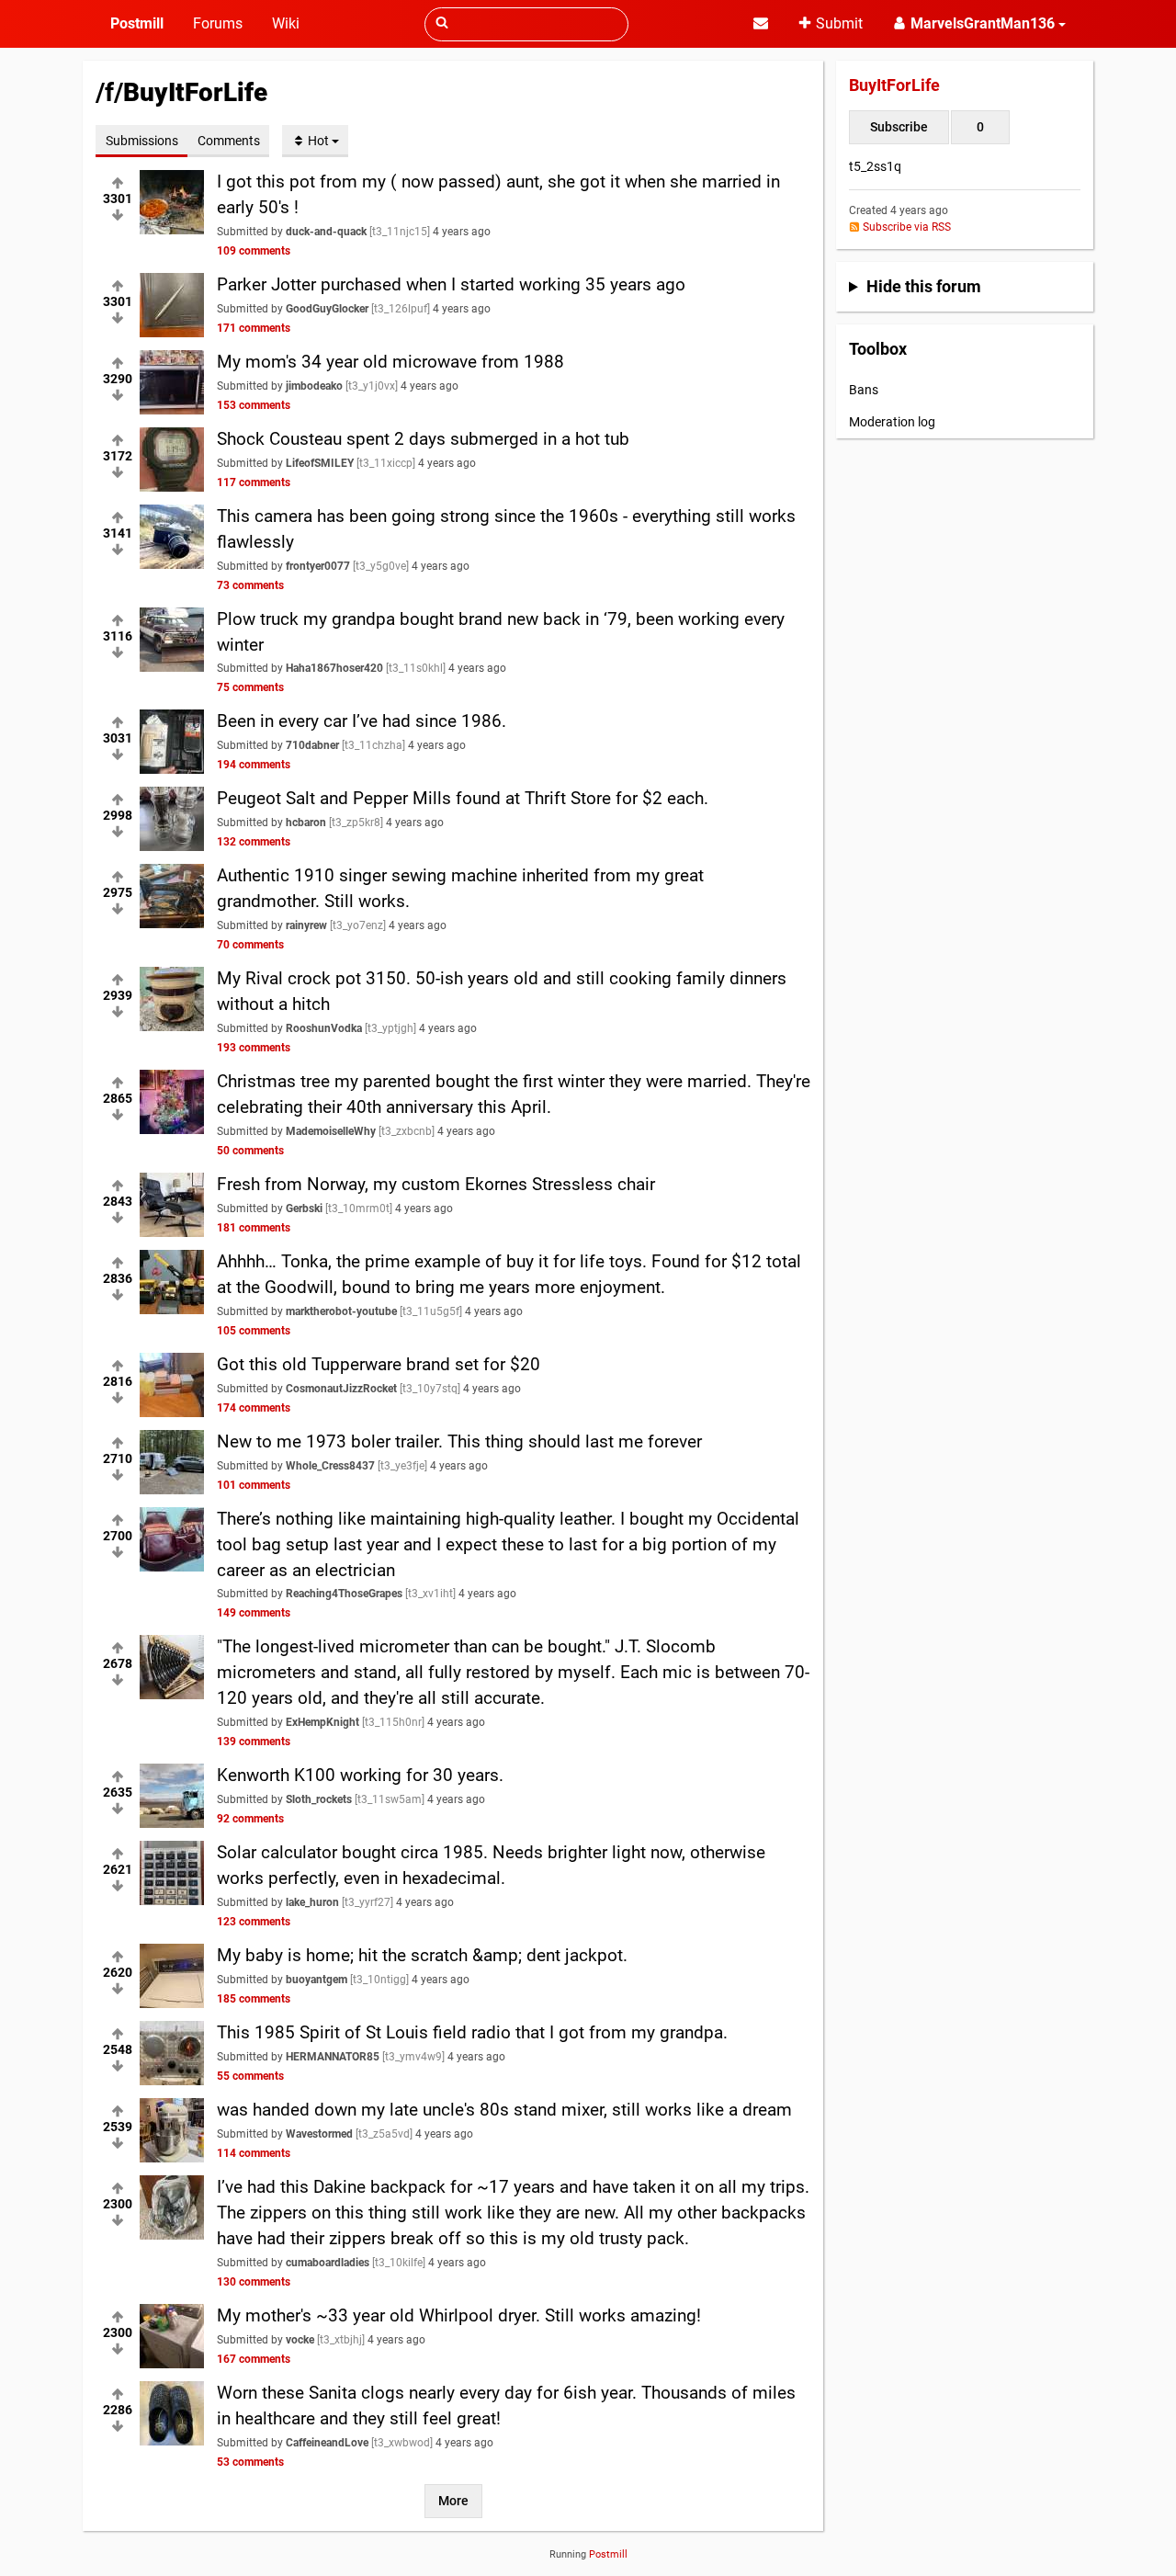 Postmill Forums Wiki Submit MarvelsGrantMan136
/f/BuyItForLife
Submissions Comments Hot
3301
I got this pot from my ( now passed) aunt, she got it when she married in
early 50's !
Submitted by duck-and-quack [t3_11njc15] 4 years ago
109 comments
3301
Parker Jotter purchased when I started working 35 years ago
Submitted by GoodGuyGlocker [t3_126lpuf] 4 years ago
171 comments
3290
My mom's 34 year old microwave from 1988
Submitted by jimbodeako [t3_y1j0vx] 4 years ago
153 comments
3172
Shock Cousteau spent 2 days submerged in a hot tub
Submitted by LifeofSMILEY [t3_11xiccp] 4 years ago
117 comments
3141
This camera has been going strong since the 1960s - everything still works
flawlessly
Submitted by frontyer0077 [t3_y5g0ve] 4 years ago
73 comments
3116
Plow truck my grandpa bought brand new back in ‘79, been working every
winter
Submitted by Haha1867hoser420 [t3_11s0khl] 4 years ago
75 comments
3031
Been in every car I’ve had since 1986.
Submitted by 710dabner [t3_11chzha] 4 years ago
194 comments
2998
Peugeot Salt and Pepper Mills found at Thrift Store for $2 each.
Submitted by hcbaron [t3_zp5kr8] 4 years ago
132 comments
2975
Authentic 1910 singer sewing machine inherited from my great
grandmother. Still works.
Submitted by rainyrew [t3_yo7enz] 4 years ago
70 comments
2939
My Rival crock pot 3150. 50-ish years old and still cooking family dinners
without a hitch
Submitted by RooshunVodka [t3_yptjgh] 4 years ago
193 comments
2865
Christmas tree my parented bought the first winter they were married. They're
celebrating their 40th anniversary this April.
Submitted by MademoiselleWhy [t3_zxbcnb] 4 years ago
50 comments
2843
Fresh from Norway, my custom Ekornes Stressless chair
Submitted by Gerbski [t3_10mrm0t] 4 years ago
181 comments
2836
Ahhhh... Tonka, the prime example of buy it for life toys. Found for $12 total
at the Goodwill, bound to bring me years more enjoyment.
Submitted by marktherobot-youtube [t3_11u5g5f] 4 years ago
105 comments
2816
Got this old Tupperware brand set for $20
Submitted by CosmonautJizzRocket [t3_10y7stq] 4 years ago
174 comments
2710
New to me 1973 boler trailer. This thing should last me forever
Submitted by Whole_Cress8437 [t3_ye3fje] 4 years ago
101 comments
2700
There’s nothing like maintaining high-quality leather. I bought my Occidental
tool bag setup last year and I expect these to last for a big portion of my
career as an electrician
Submitted by Reaching4ThoseGrapes [t3_xv1iht] 4 years ago
149 comments
2678
"The longest-lived micrometer than can be bought." J.T. Slocomb
micrometers and stand, all fully restored by myself. Each mic is between 70-
120 years old, and they're all still accurate.
Submitted by ExHempKnight [t3_115h0nr] 4 years ago
139 comments
2635
Kenworth K100 working for 30 years.
Submitted by Sloth_rockets [t3_11sw5am] 4 years ago
92 comments
2621
Solar calculator bought circa 1985. Needs brighter light now, otherwise
works perfectly, even in hexadecimal.
Submitted by lake_huron [t3_yyrf27] 4 years ago
123 comments
2620
My baby is home; hit the scratch &amp; dent jackpot.
Submitted by buoyantgem [t3_10ntigg] 4 years ago
185 comments
2548
This 1985 Spirit of St Louis field radio that I got from my grandpa.
Submitted by HERMANNATOR85 [t3_ymv4w9] 4 years ago
55 comments
2539
was handed down my late uncle's 80s stand mixer, still works like a dream
Submitted by Wavestormed [t3_z5a5vd] 4 years ago
114 comments
2300
I’ve had this Dakine backpack for ~17 years and have taken it on all my trips.
The zippers on this thing still work like they are new. All my other backpacks
have had their zippers break off so this is my old trusty pack.
Submitted by cumaboardladies [t3_10kilfe] 4 years ago
130 comments
2300
My mother's ~33 year old Whirlpool dryer. Still works amazing!
Submitted by vocke [t3_xtbjhj] 4 years ago
167 comments
2286
Worn these Sanita clogs nearly every day for 6ish year. Thousands of miles
in healthcare and they still feel great!
Submitted by CaffeineandLove [t3_xwbwod] 4 years ago
53 comments
More
BuyItForLife
Subscribe 0
t5_2ss1q
Created 4 years ago
Subscribe via RSS
Hide this forum
Toolbox
Bans
Moderation log
Running Postmill